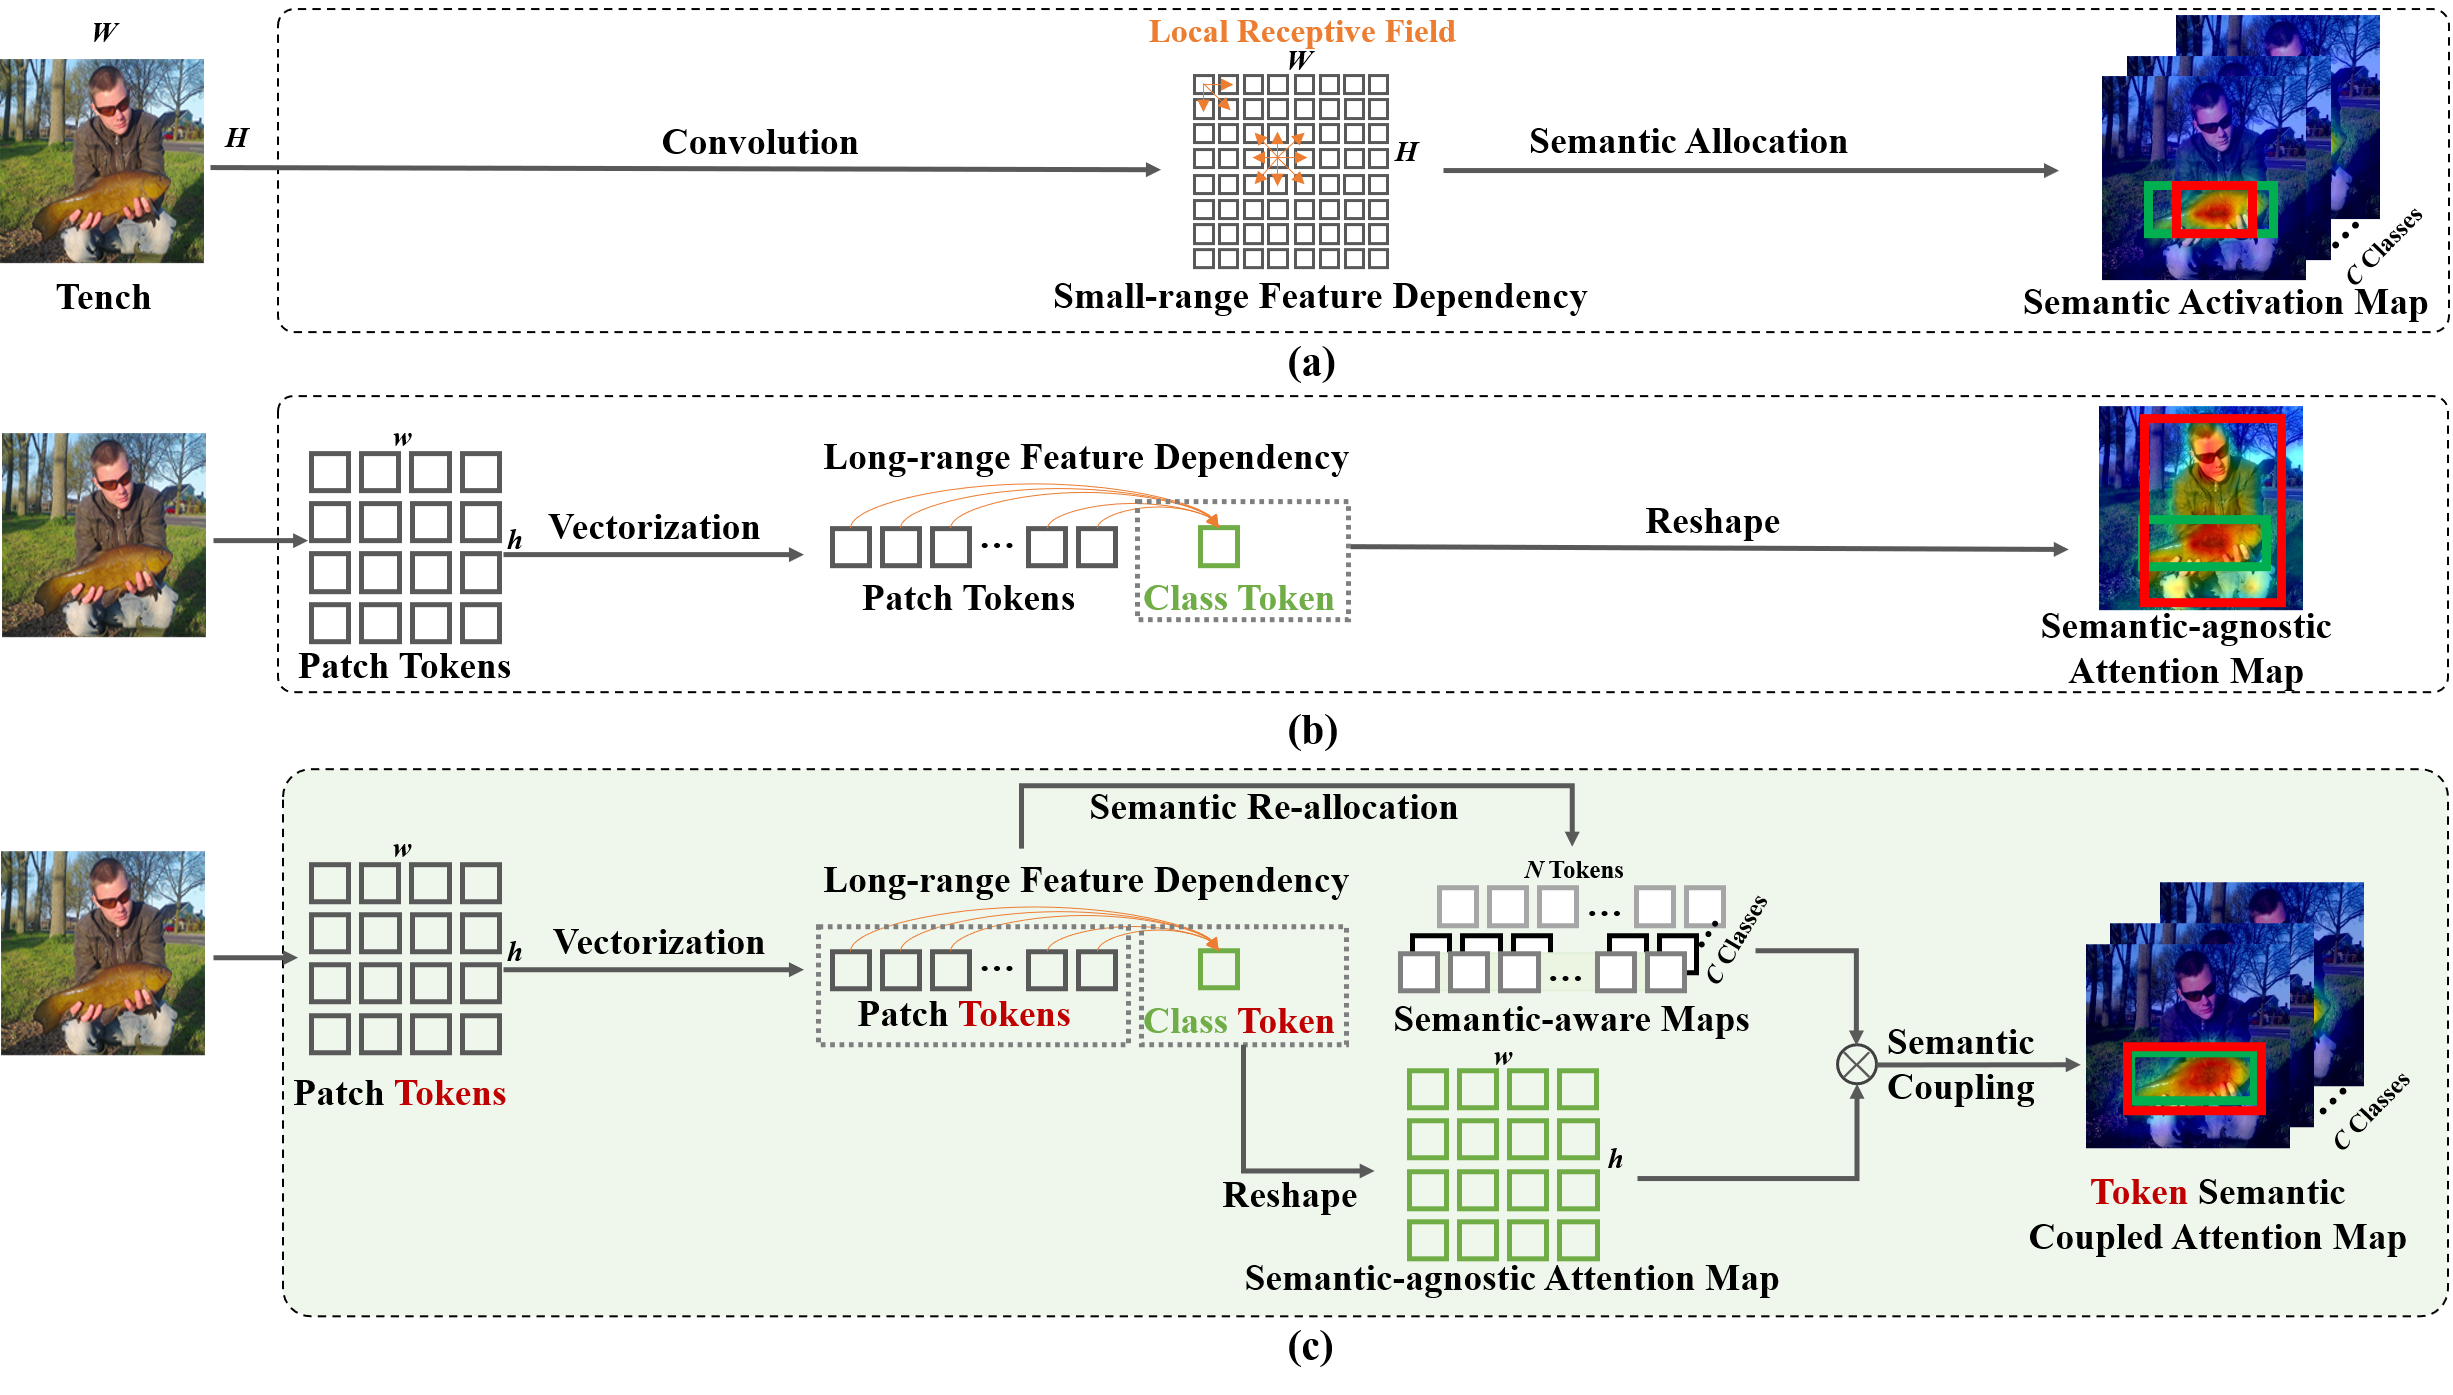 W
H
Tench
Convolution
Local Receptive Field
W
H
Small-range Feature Dependency
Semantic Allocation
C Classes
Semantic Activation Map
(a)
w
h
Patch Tokens
Vectorization
Long-range Feature Dependency
...
Patch Tokens
Class Token
Reshape
Semantic-agnostic
Attention Map
(b)
w
h
Patch Tokens
Vectorization
Semantic Re-allocation
Long-range Feature Dependency
...
Patch Tokens
Class Token
N Tokens
...
...
C Classes
Semantic-aware Maps
Reshape
w
h
Semantic-agnostic Attention Map
Semantic
Coupling
... C Classes
Token Semantic
Coupled Attention Map
(c)